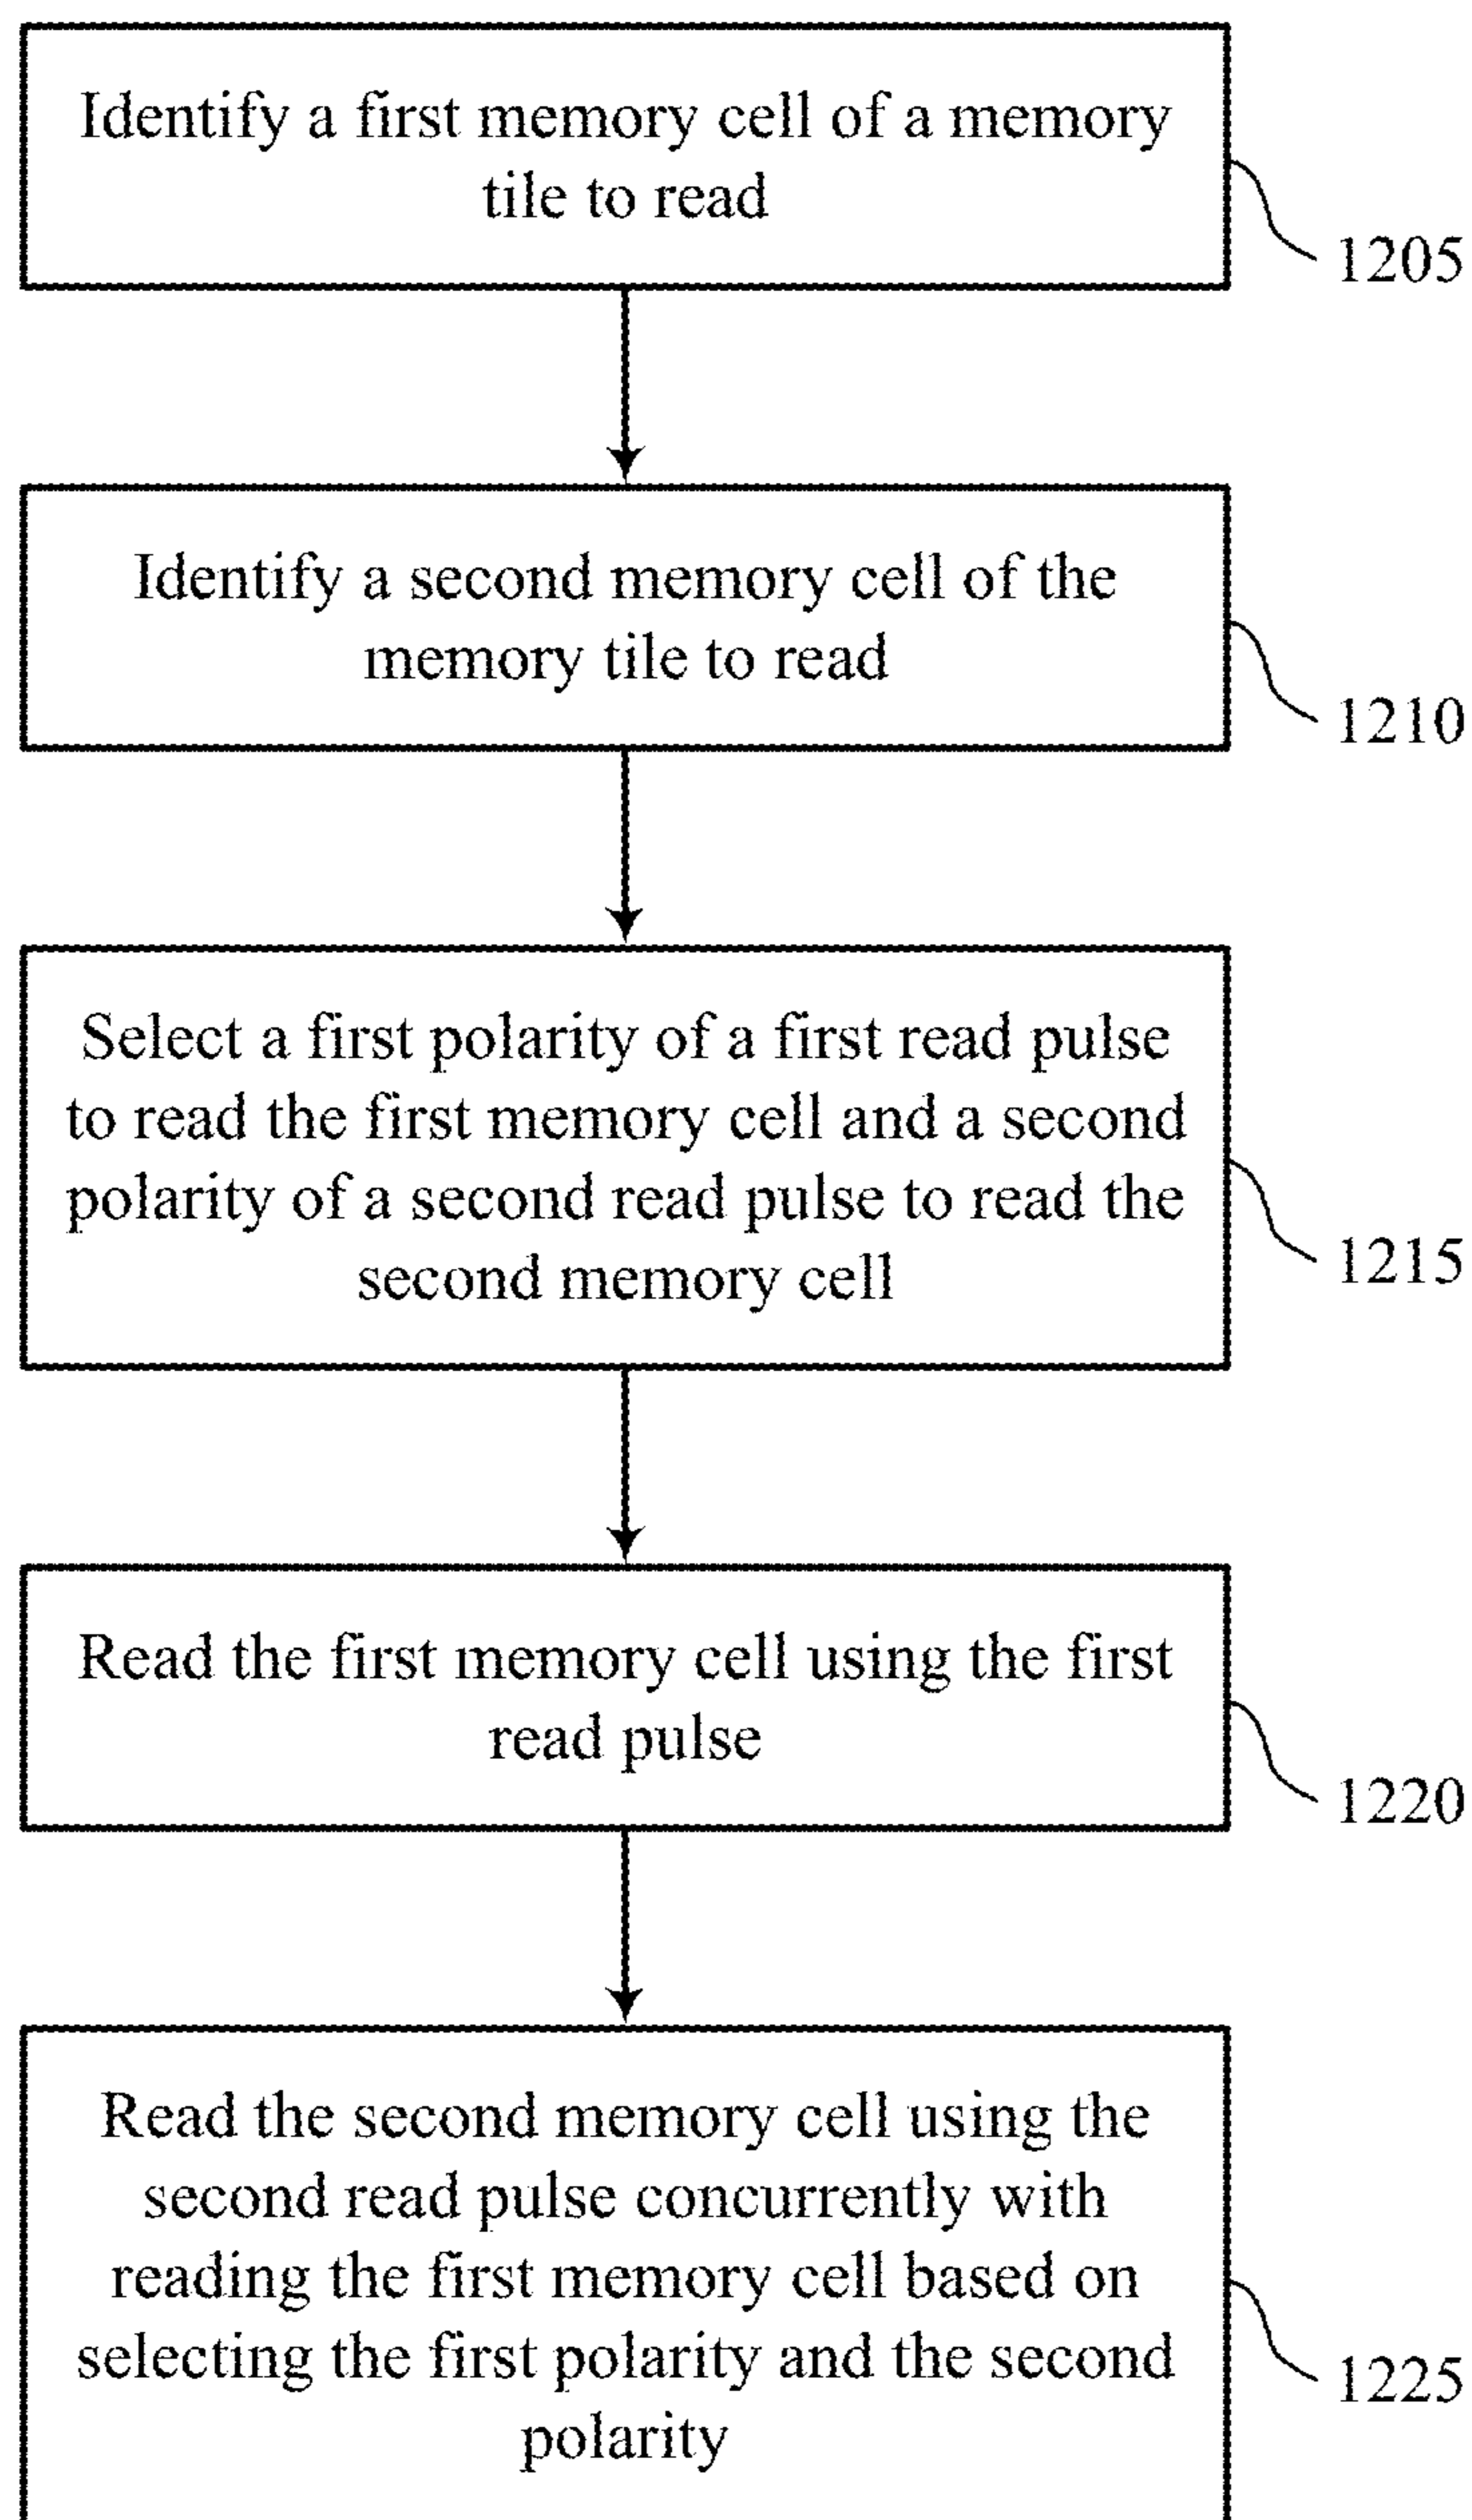 Identify a first memory cell of a memory
tile to read
1205
Identify a second memory cell of the
memory tile to read
1210
Select a first polarity of a first read pulse
to read the first memory cell and a second
polarity of a second read pulse to read the
second memory cell
1215
Read the first memory cell using the first
read pulse
1220
Read the second memory cell using the
second read pulse concurrently with
reading the first memory cell based on
selecting the first polarity and the second
polarity
1225